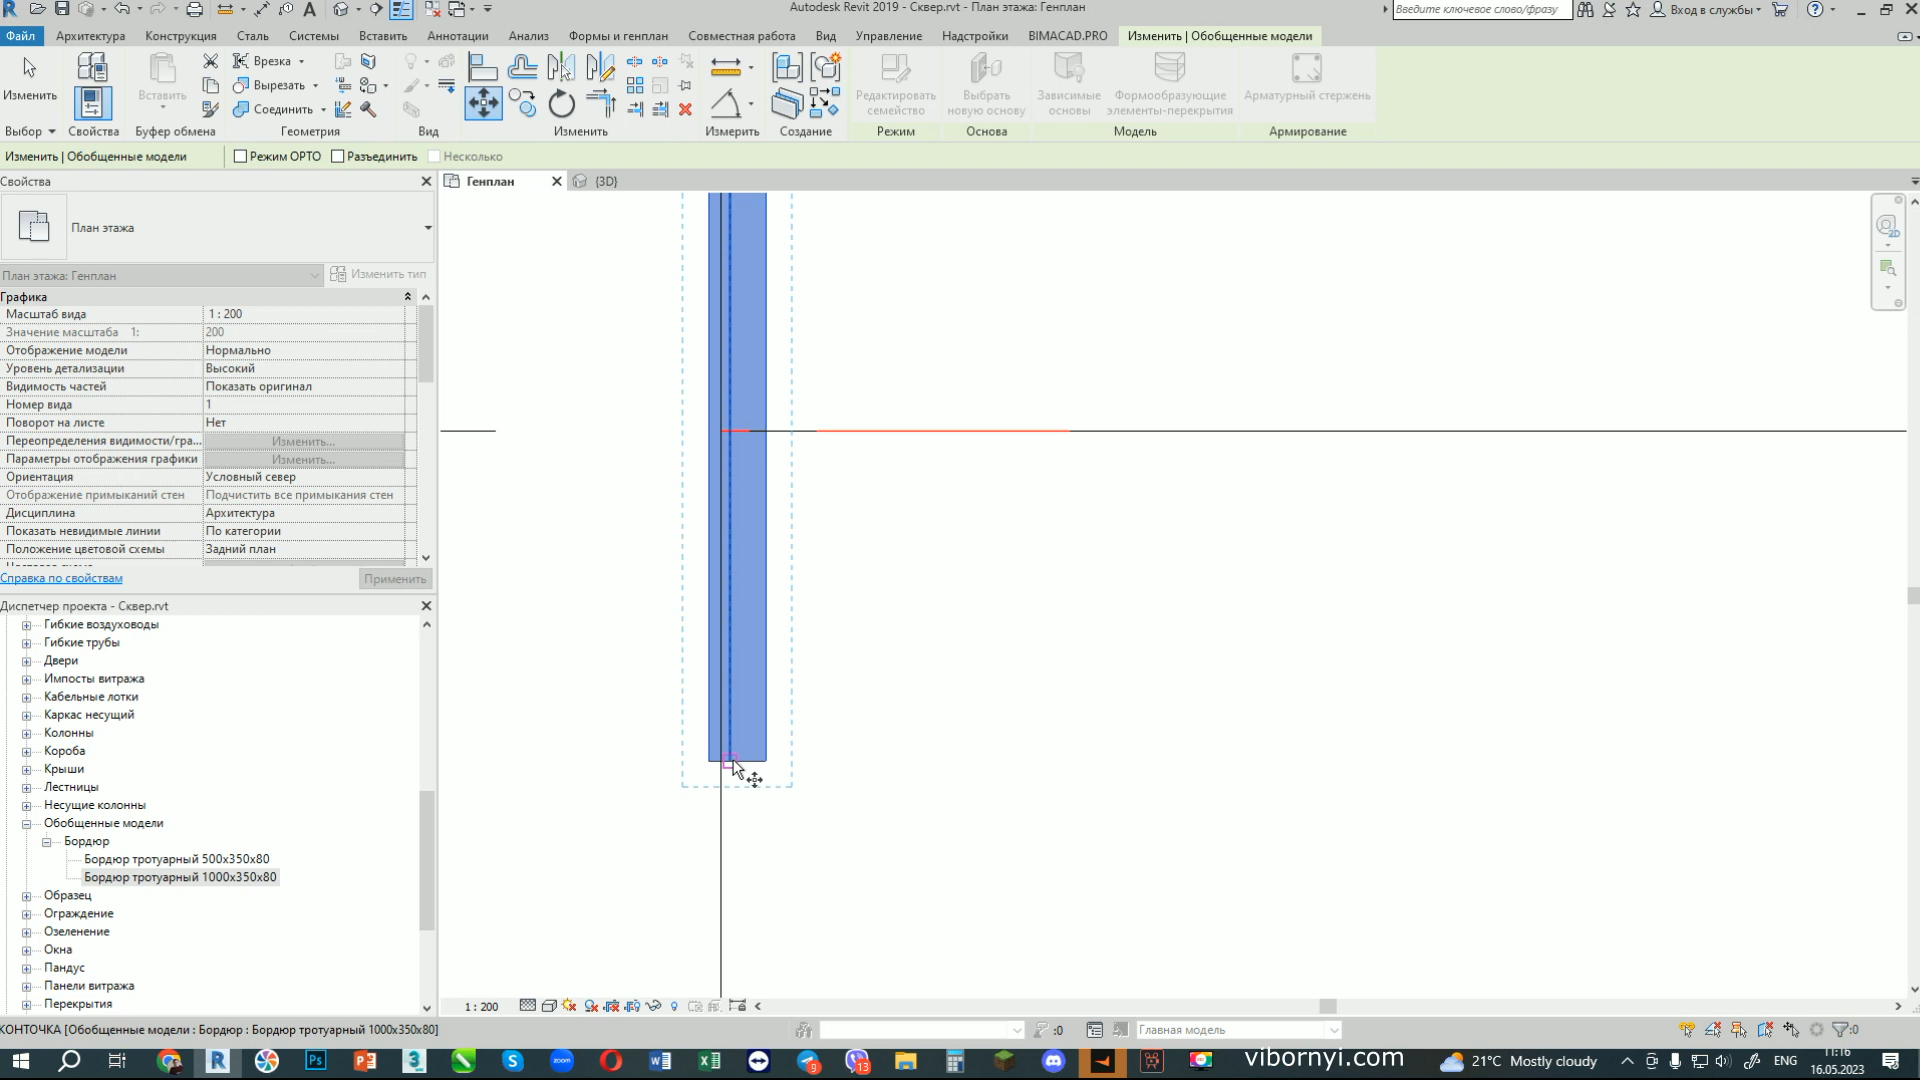 Autodesk Revit 2019 - Сквер.rvt - План этажа: Генплан
Введите ключевое слово/фразу
Вход в службы
Файл Архитектура Конструкция Сталь Системы Вставить Аннотации Анализ Формы и генплан Совместная работа Вид Управление Надстройки BIMACAD.PRO Изменить | Обобщенные модели
Изменить
Вставить
Врезка
Вырезать
Соединить
Редактировать семейство
Выбрать новую основу
Зависимые основы
Формообразующие элементы-перекрытия
Арматурный стержень
Выбор Свойства Буфер обмена Геометрия Вид Изменить Измерить Создание Режим Основа Модель Армирование
Изменить | Обобщенные модели Режим ОРТО Разъединить Несколько
Свойства
Генплан {3D}
План этажа
План этажа: Генплан Изменить тип
Графика
Масштаб вида 1 : 200
Значение масштаба 1: 200
Отображение модели Нормально
Уровень детализации Высокий
Видимость частей Показать оригинал
Номер вида 1
Поворот на листе Нет
Переопределения видимости/гра... Изменить...
Параметры отображения графики Изменить...
Ориентация Условный север
Отображение примыканий стен Подчистить все примыкания стен
Дисциплина Архитектура
Показать невидимые линии По категории
Положение цветовой схемы Задний план
Справка по свойствам Применить
Диспетчер проекта - Сквер.rvt
Гибкие воздуховоды
Гибкие трубы
Двери
Импосты витража
Кабельные лотки
Каркас несущий
Колонны
Короба
Крыши
Лестницы
Несущие колонны
Обобщенные модели
Бордюр
Бордюр тротуарный 500х350х80
Бордюр тротуарный 1000х350х80
Образец
Ограждение
Озеленение
Окна
Пандус
Панели витража
Перекрытия
1 : 200
КОНТОЧКА [Обобщенные модели : Бордюр : Бордюр тротуарный 1000х350х80]
:0
Главная модель
:0
vibornyi.com
21°C Mostly cloudy
ENG
11:16
16.05.2023